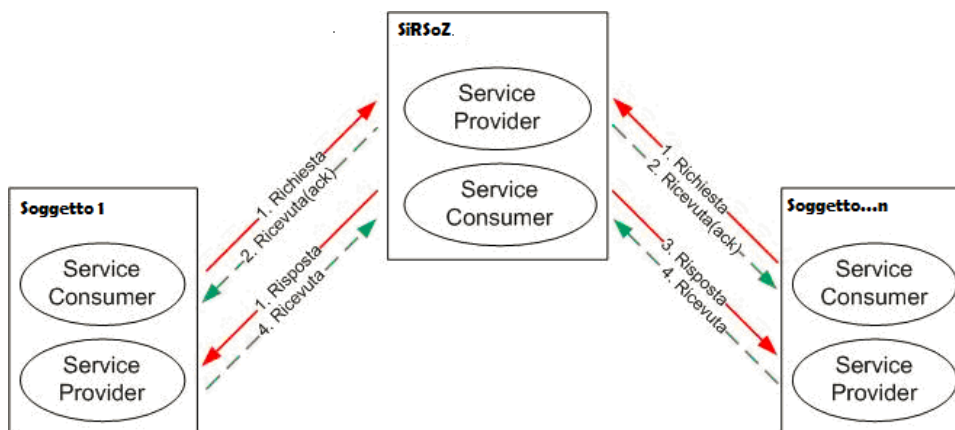 SiRSoZ.
Service
Provider
Service
Consumer
Soggetto 1
Service
Consumer
Service
Provider
1. Richiesta
2. Ricevuta(ack)
1. Risposta
4. Ricevuta
1. Richiesta
2. Ricevuta(ack)
3. Risposta
4. Ricevuta
Soggetto...n
Service
Consumer
Service
Provider